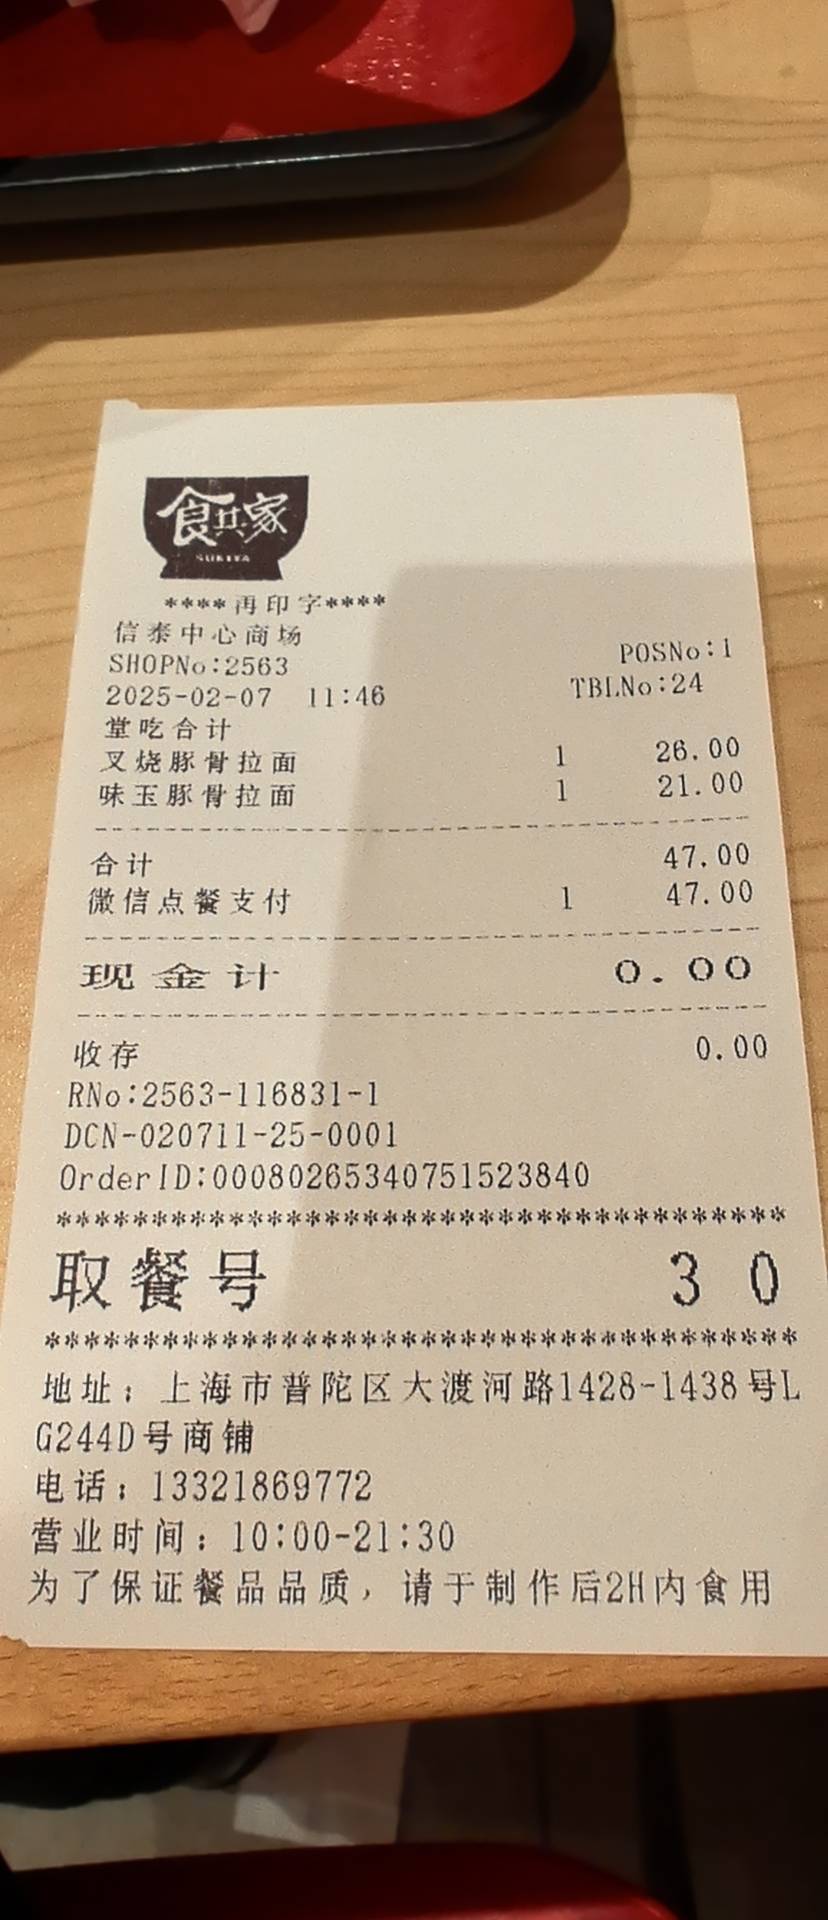 食其家
SUKIYA
****再印字****
信泰中心商场
SHOPNo:2563 POSNo:1
2025-02-07 11:46 TBLNo:24
堂吃合计
叉烧豚骨拉面 1 26.00
味玉豚骨拉面 1 21.00
合计 47.00
微信点餐支付 1 47.00
现金计 0.00
收存 0.00
RNo:2563-116831-1
DCN-020711-25-0001
OrderID:00080265340751523840
取餐号 30
地址：上海市普陀区大渡河路1428-1438号L
G244D号商铺
电话：13321869772
营业时间：10:00-21:30
为了保证餐品品质，请于制作后2H内食用